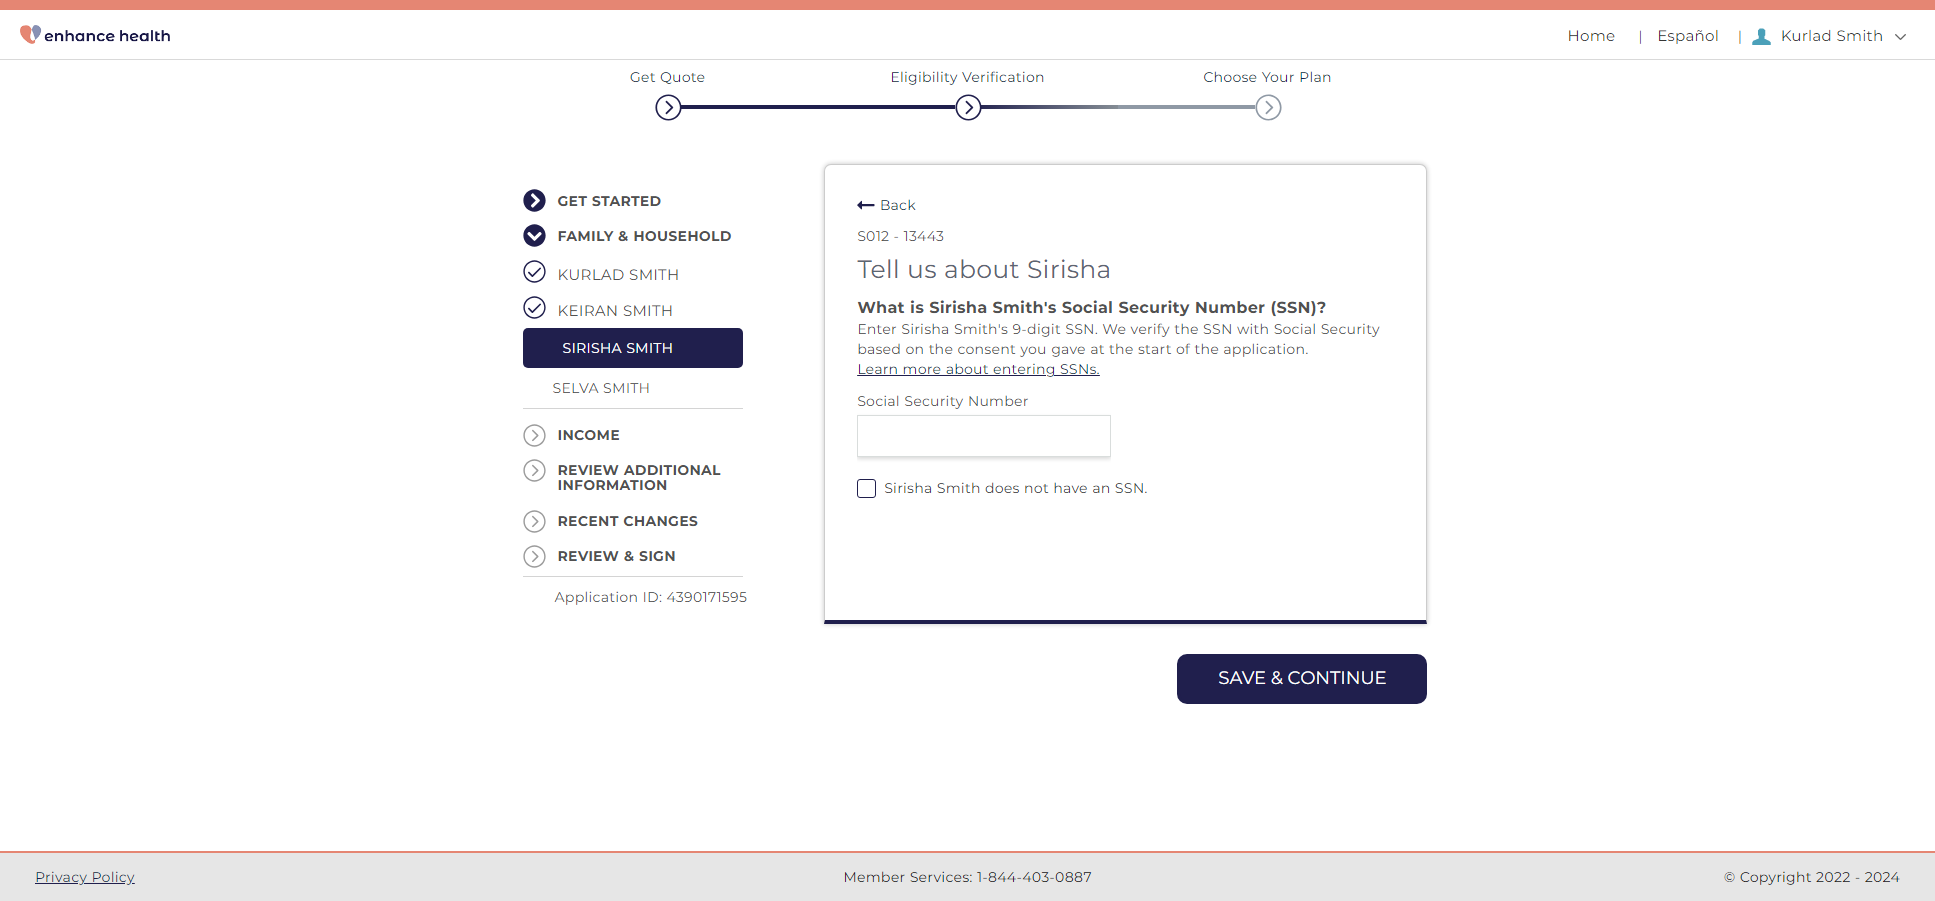 enhance health
Home | Español | Kurlad Smith
Get Quote
Eligibility Verification
Choose Your Plan
GET STARTED
FAMILY & HOUSEHOLD
KURLAD SMITH
KEIRAN SMITH
SIRISHA SMITH
SELVA SMITH
INCOME
REVIEW ADDITIONAL
INFORMATION
RECENT CHANGES
REVIEW & SIGN
Application ID: 4390171595
Back
S012 - 13443
Tell us about Sirisha
What is Sirisha Smith's Social Security Number (SSN)?
Enter Sirisha Smith's 9-digit SSN. We verify the SSN with Social Security
based on the consent you gave at the start of the application.
Learn more about entering SSNs.
Social Security Number
Sirisha Smith does not have an SSN.
SAVE & CONTINUE
Privacy Policy
Member Services: 1-844-403-0887
© Copyright 2022 - 2024